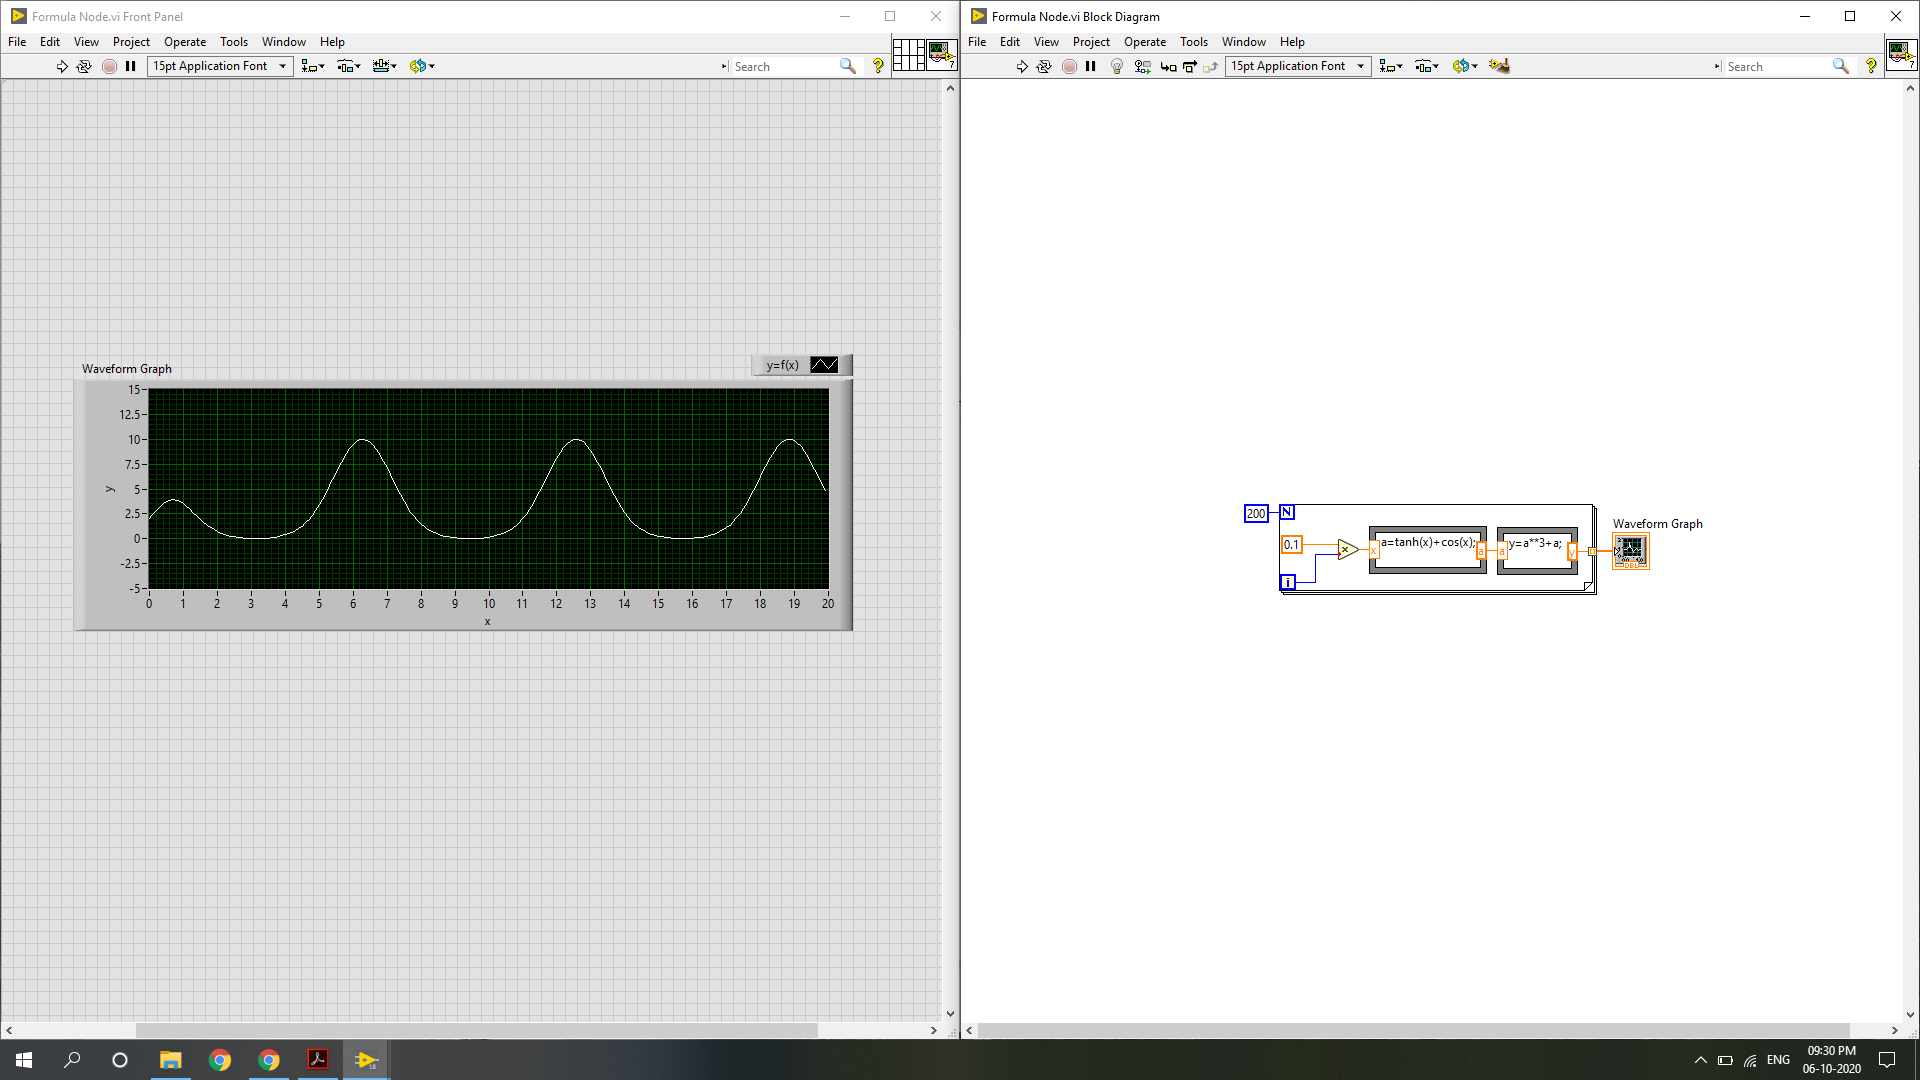 Formula Node.vi Front Panel
File Edit View Project Operate Tools Window Help
15pt Application Font
Search
7
Waveform Graph
y=f(x)
15
12.5
10
7.5
5
2.5
0
-2.5
-5
y
0 1 2 3 4 5 6 7 8 9 10 11 12 13 14 15 16 17 18 19 20
x
Formula Node.vi Block Diagram
File Edit View Project Operate Tools Window Help
15pt Application Font
Search
7
200 N
0.1
i
x a=tanh(x)+cos(x); a
a y=a**3+a; y
Waveform Graph
DBL
ENG
09:30 PM
06-10-2020